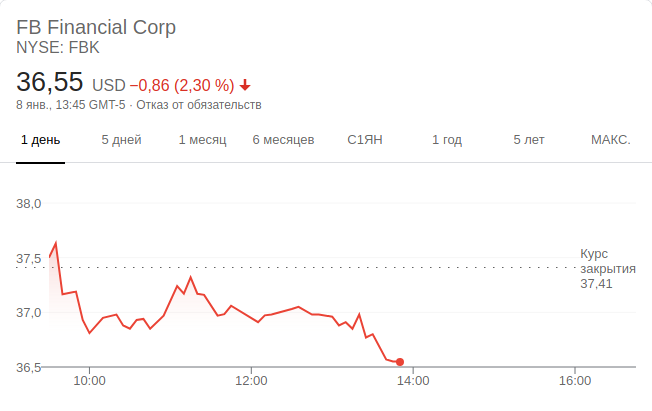 FB Financial Corp
NYSE: FBK
36,55 USD −0,86 (2,30 %)
8 янв., 13:45 GMT-5 · Отказ от обязательств
1 день 5 дней 1 месяц 6 месяцев С1ЯН 1 год 5 лет МАКС.
38,0
37,5
37,0
36,5
Курс
закрытия
37,41
10:00 12:00 14:00 16:00